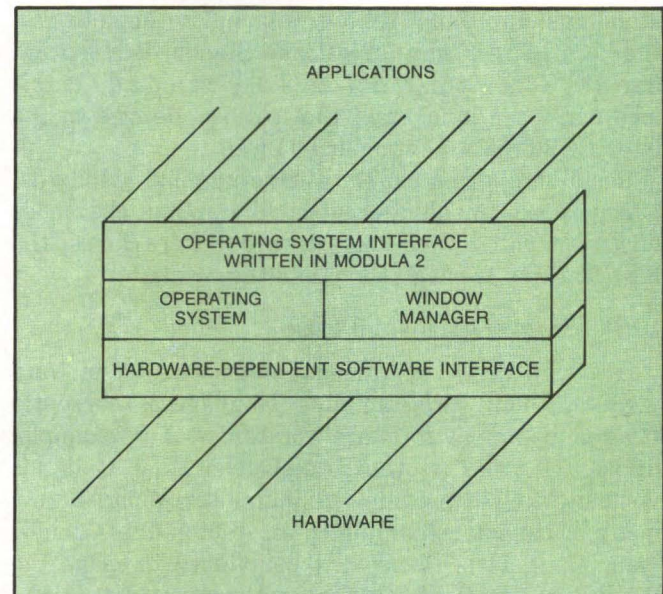 APPLICATIONS
OPERATING SYSTEM INTERFACE
WRITTEN IN MODULA 2
OPERATING
SYSTEM
WINDOW
MANAGER
HARDWARE-DEPENDENT SOFTWARE INTERFACE
HARDWARE